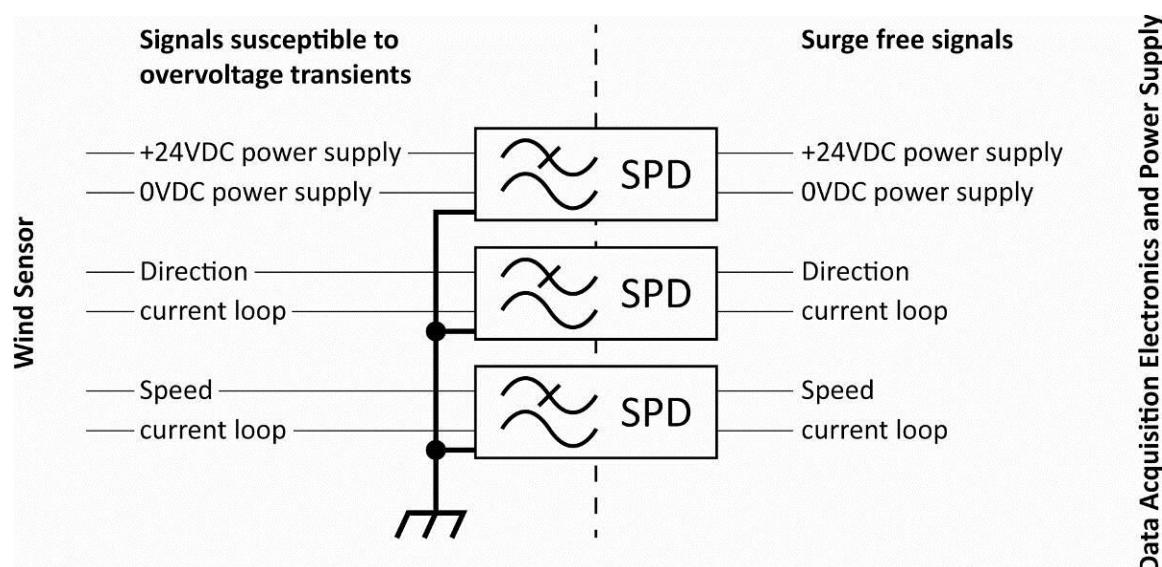 Signals susceptible to
overvoltage transients
Surge free signals
Wind Sensor
+24VDC power supply
0VDC power supply
SPD
+24VDC power supply
0VDC power supply
Direction
current loop
SPD
Direction
current loop
Speed
current loop
SPD
Speed
current loop
Data Acquisition Electronics and Power Supply